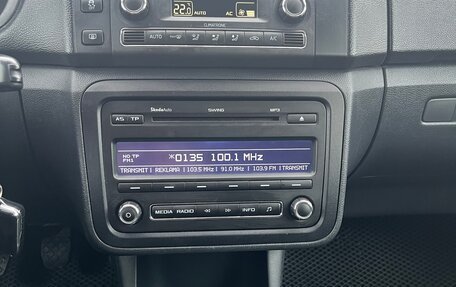 22.0 AUTO AC
CLIMATRONIC
AUTO A/C
ŠkodaAuto SWING MP3
AS TP
NO TP
FM1
*0135 100.1 MHz
TRANSMIT REKLAMA 103.5 MHz 91.0 MHz 103.9 FM TRANSMIT
MEDIA RADIO INFO